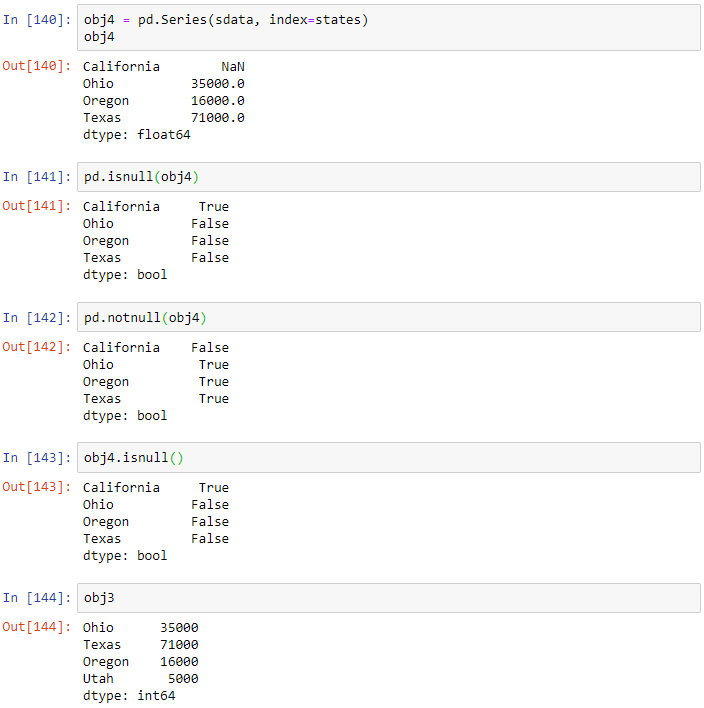 In [140]: obj4 = pd.Series(sdata, index=states)
obj4
Out[140]: California        NaN
Ohio          35000.0
Oregon        16000.0
Texas         71000.0
dtype: float64
In [141]: pd.isnull(obj4)
Out[141]: California     True
Ohio          False
Oregon        False
Texas         False
dtype: bool
In [142]: pd.notnull(obj4)
Out[142]: California    False
Ohio           True
Oregon         True
Texas          True
dtype: bool
In [143]: obj4.isnull()
Out[143]: California     True
Ohio          False
Oregon        False
Texas         False
dtype: bool
In [144]: obj3
Out[144]: Ohio      35000
Texas     71000
Oregon    16000
Utah       5000
dtype: int64